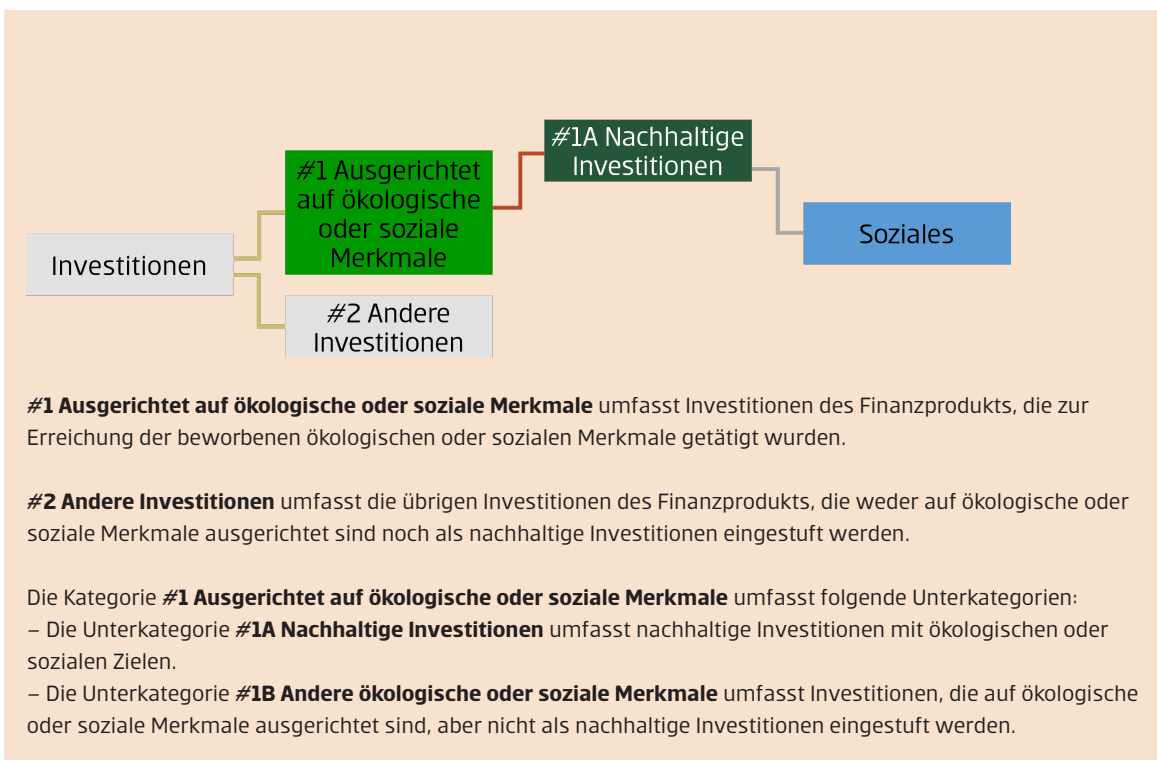 #1A Nachhaltige
Investitionen
#1 Ausgerichtet
auf ökologische
oder soziale
Merkmale
Soziales
Investitionen
#2 Andere
Investitionen
#1 Ausgerichtet auf ökologische oder soziale Merkmale umfasst Investitionen des Finanzprodukts, die zur
Erreichung der beworbenen ökologischen oder sozialen Merkmale getätigt wurden.
#2 Andere Investitionen umfasst die übrigen Investitionen des Finanzprodukts, die weder auf ökologische oder
soziale Merkmale ausgerichtet sind noch als nachhaltige Investitionen eingestuft werden.
Die Kategorie #1 Ausgerichtet auf ökologische oder soziale Merkmale umfasst folgende Unterkategorien:
– Die Unterkategorie #1A Nachhaltige Investitionen umfasst nachhaltige Investitionen mit ökologischen oder
sozialen Zielen.
– Die Unterkategorie #1B Andere ökologische oder soziale Merkmale umfasst Investitionen, die auf ökologische
oder soziale Merkmale ausgerichtet sind, aber nicht als nachhaltige Investitionen eingestuft werden.